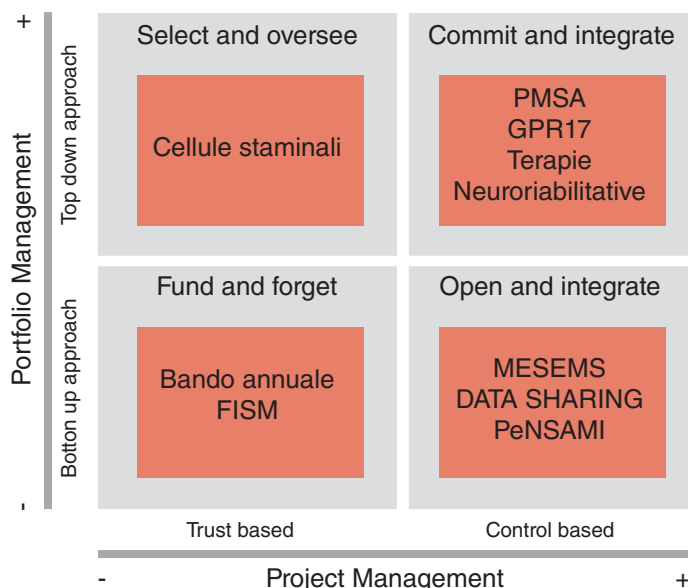 +
Portfolio Management
Top down approach
Botton up approach
-
Select and oversee
Cellule staminali
Commit and integrate
PMSA
GPR17
Terapie
Neuroriabilitative
Fund and forget
Bando annuale
FISM
Open and integrate
MESEMS
DATA SHARING
PeNSAMI
Trust based
Control based
-
Project Management
+